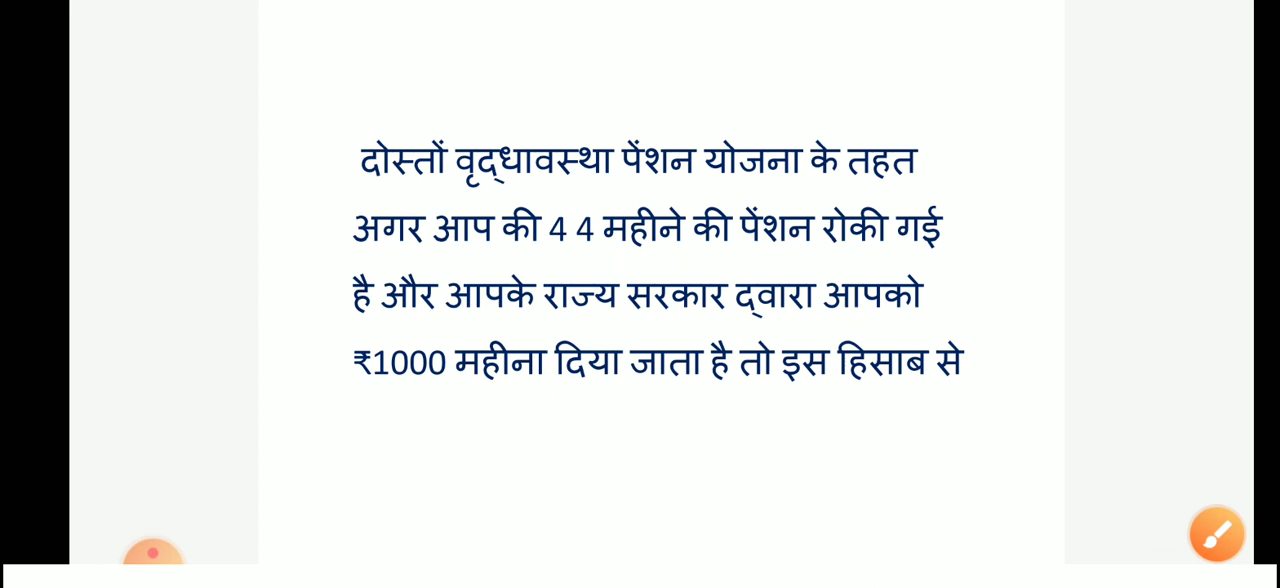 दोस्तों वृद्धावस्था पेंशन योजना के तहत
अगर आप की 4 4 महीने की पेंशन रोकी गई
है और आपके राज्य सरकार द्वारा आपको
₹1000 महीना दिया जाता है तो इस हिसाब से